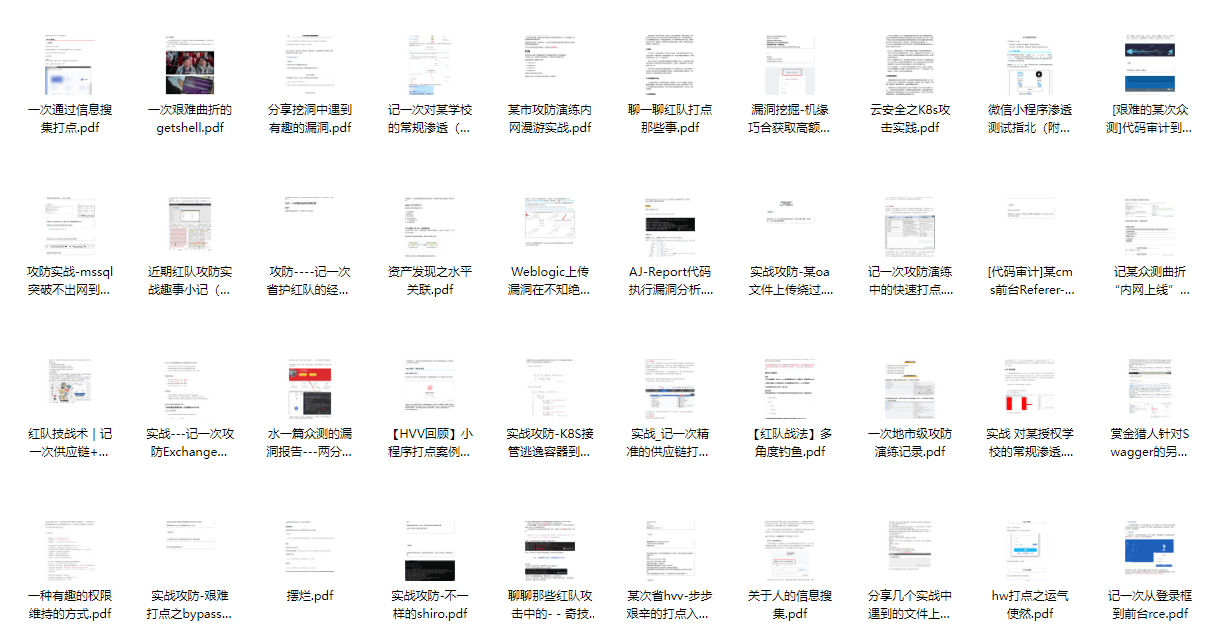 一次通过信息搜
集打点.pdf
一次艰难曲折的
getshell.pdf
分享挖洞中遇到
有趣的漏洞.pdf
记一次对某学校
的常规渗透（...
某市攻防演练内
网漫游实战.pdf
聊一聊红队打点
那些事.pdf
漏洞挖掘-机缘
巧合获取高额...
云安全之K8s攻
击实践.pdf
微信小程序渗透
测试指北（附...
[艰难的某次众
测]代码审计到...
攻防实战-mssql
突破不出网到...
近期红队攻防实
战趣事小记（...
攻防----记一次
省护红队的经...
资产发现之水平
关联.pdf
Weblogic上传
漏洞在不知绝...
AJ-Report代码
执行漏洞分析....
实战攻防-某oa
文件上传绕过....
记一次攻防演练
中的快速打点....
[代码审计]某cm
s前台Referer-...
记某众测曲折
“内网上线”...
红队技战术 | 记
一次供应链+...
实战---记一次攻
防Exchange...
水一篇众测的漏
洞报告---两分...
【HVV回顾】小
程序打点案例...
实战攻防-K8S接
管逃逸容器到...
实战_记一次精
准的供应链打...
【红队战法】多
角度钓鱼.pdf
一次地市级攻防
演练记录.pdf
实战 对某授权学
校的常规渗透....
赏金猎人针对S
wagger的另...
一种有趣的权限
维持的方式.pdf
实战攻防-艰难
打点之bypass...
摆烂.pdf
实战攻防-不一
样的shiro.pdf
聊聊那些红队攻
击中的- - 奇技..
某次省hvv-步步
艰辛的打点入...
关于人的信息搜
集.pdf
分享几个实战中
遇到的文件上...
hw打点之运气
使然.pdf
记一次从登录框
到前台rce.pdf